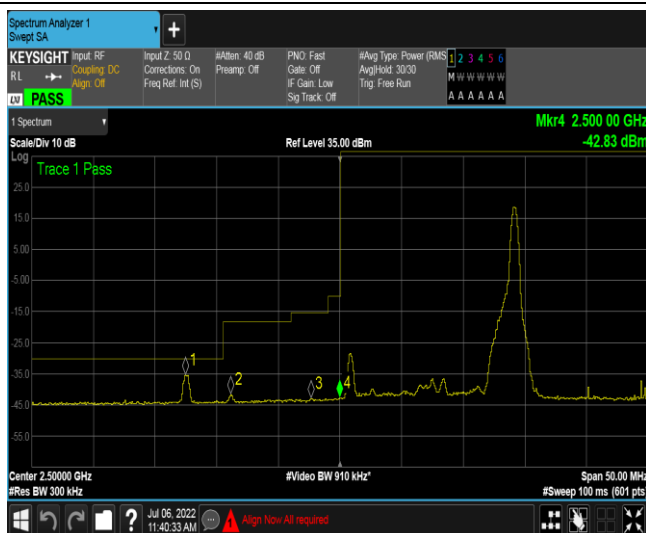 Spectrum Analyzer 1
Swept SA
KEYSIGHT
RL
LXI PASS
Input: RF
Coupling: DC
Align: Off
Input Z: 50 Ω
Corrections: On
Freq Ref: Int (S)
#Atten: 40 dB
Preamp: Off
PNO: Fast
Gate: Off
IF Gain: Low
Sig Track: Off
#Avg Type: Power (RMS
Avg|Hold: 30/30
Trig: Free Run
1 2 3 4 5 6
M W W W W W
A A A A A A
1 Spectrum
Scale/Div 10 dB
Ref Level 35.00 dBm
Mkr4 2.500 00 GHz
-42.83 dBm
Log
Trace 1 Pass
25.0
15.0
5.00
-5.00
-15.0
-25.0
-35.0
-45.0
-55.0
1
2
3
4
Center 2.50000 GHz
#Res BW 300 kHz
#Video BW 910 kHz*
Span 50.00 MHz
#Sweep 100 ms (601 pts)
?
Jul 06, 2022
11:40:33 AM
Align Now All required